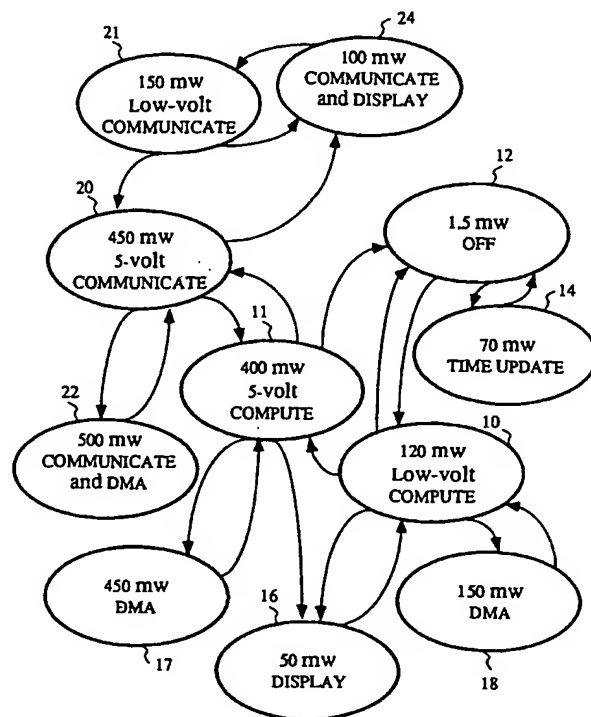 21
150 mw
Low-volt
COMMUNICATE
24
100 mw
COMMUNICATE
and DISPLAY
20
450 mw
5-volt
COMMUNICATE
12
1.5 mw
OFF
14
70 mw
TIME UPDATE
11
400 mw
5-volt
COMPUTE
22
500 mw
COMMUNICATE
and DMA
10
120 mw
Low-volt
COMPUTE
450 mw
DMA
17
16
50 mw
DISPLAY
150 mw
DMA
18